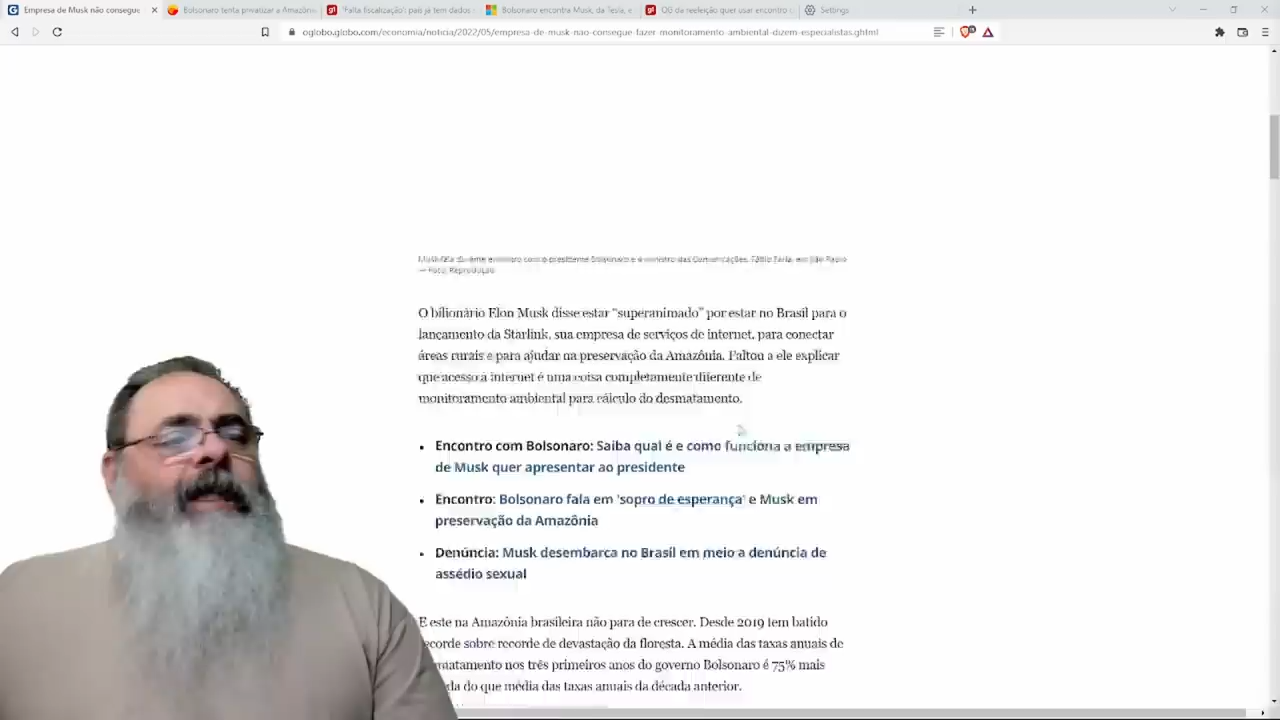 Empresa de Musk não consegue
Bolsonaro tenta privatizar a Amazôni
"Falta fiscalização": país já tem dados
Bolsonaro encontra Musk, da Tesla, e
QG da reeleição quer usar encontro c
Settings
oglobo.globo.com/economia/noticia/2022/05/empresa-de-musk-nao-consegue-fazer-monitoramento-ambiental-dizem-especialistas.ghtml
presidente Bolsonaro e ministro das Comunicações, Fábio Faria, em São Paulo
— Foto: Reprodução
O bilionário Elon Musk disse estar “superanimado” por estar no Brasil para o
lançamento da Starlink, sua empresa de serviços de internet, para conectar
áreas rurais e para ajudar na preservação da Amazônia. Faltou a ele explicar
que acesso a internet é uma coisa completamente diferente de
monitoramento ambiental para cálculo do desmatamento.
Encontro com Bolsonaro: Saiba qual é e como funciona a empresa
de Musk quer apresentar ao presidente
Encontro: Bolsonaro fala em 'sopro de esperança' e Musk em
preservação da Amazônia
Denúncia: Musk desembarca no Brasil em meio a denúncia de
assédio sexual
E este na Amazônia brasileira não para de crescer. Desde 2019 tem batido
recorde sobre recorde de devastação da floresta. A média das taxas anuais de
matamento nos três primeiros anos do governo Bolsonaro é 75% mais
da do que média das taxas anuais da década anterior.